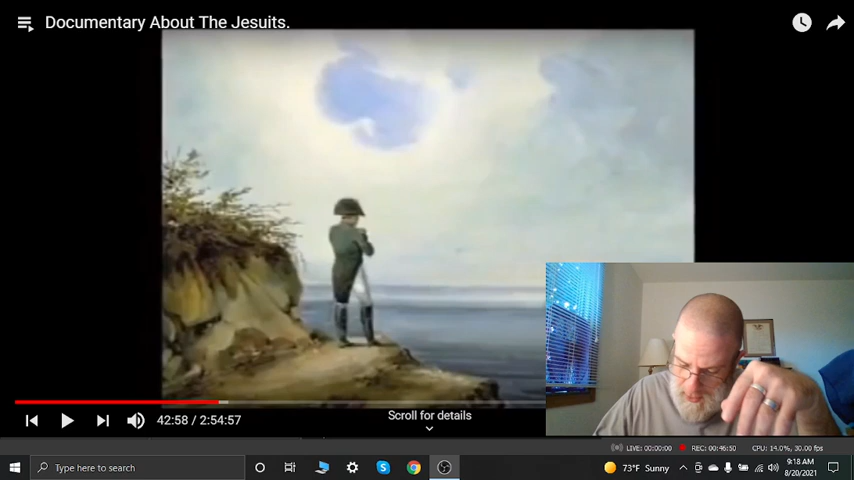 Documentary About The Jesuits.
42:58 / 2:54:57
Scroll for details
LIVE: 00:00:00
REC: 00:46:50
CPU: 14.0%, 30.00 fps
Type here to search
73°F Sunny
9:18 AM
8/20/2021